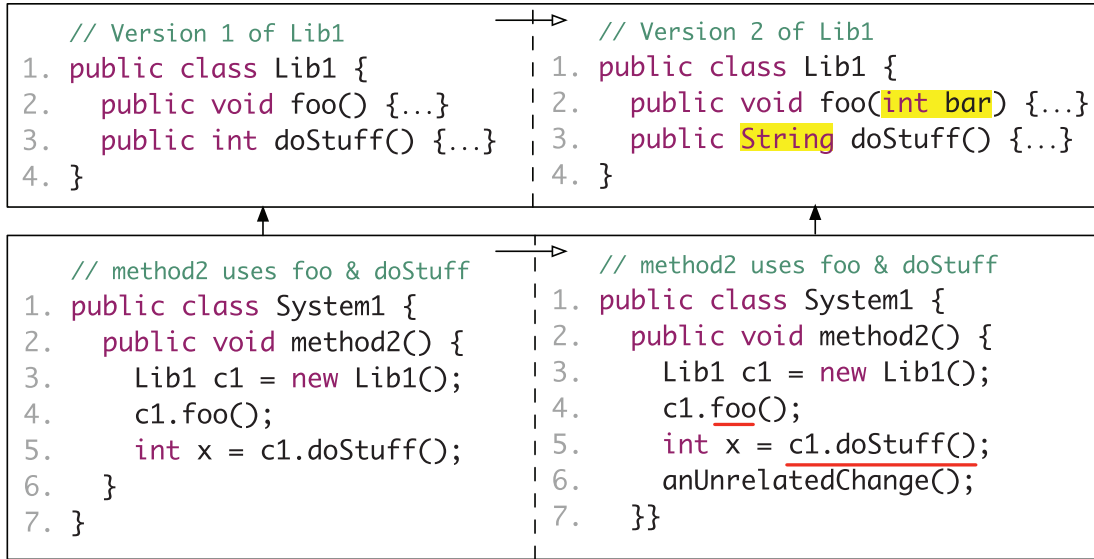 // Version 1 of Lib1
1. public class Lib1 {
2. public void foo() {...}
3. public int doStuff() {...}
4. }
// Version 2 of Lib1
1. public class Lib1 {
2. public void foo(int bar) {...}
3. public String doStuff() {...}
4. }
// method2 uses foo & doStuff
1. public class System1 {
2. public void method2() {
3. Lib1 c1 = new Lib1();
4. c1.foo();
5. int x = c1.doStuff();
6. }
7. }
// method2 uses foo & doStuff
1. public class System1 {
2. public void method2() {
3. Lib1 c1 = new Lib1();
4. c1.foo();
5. int x = c1.doStuff();
6. anUnrelatedChange();
7. }}